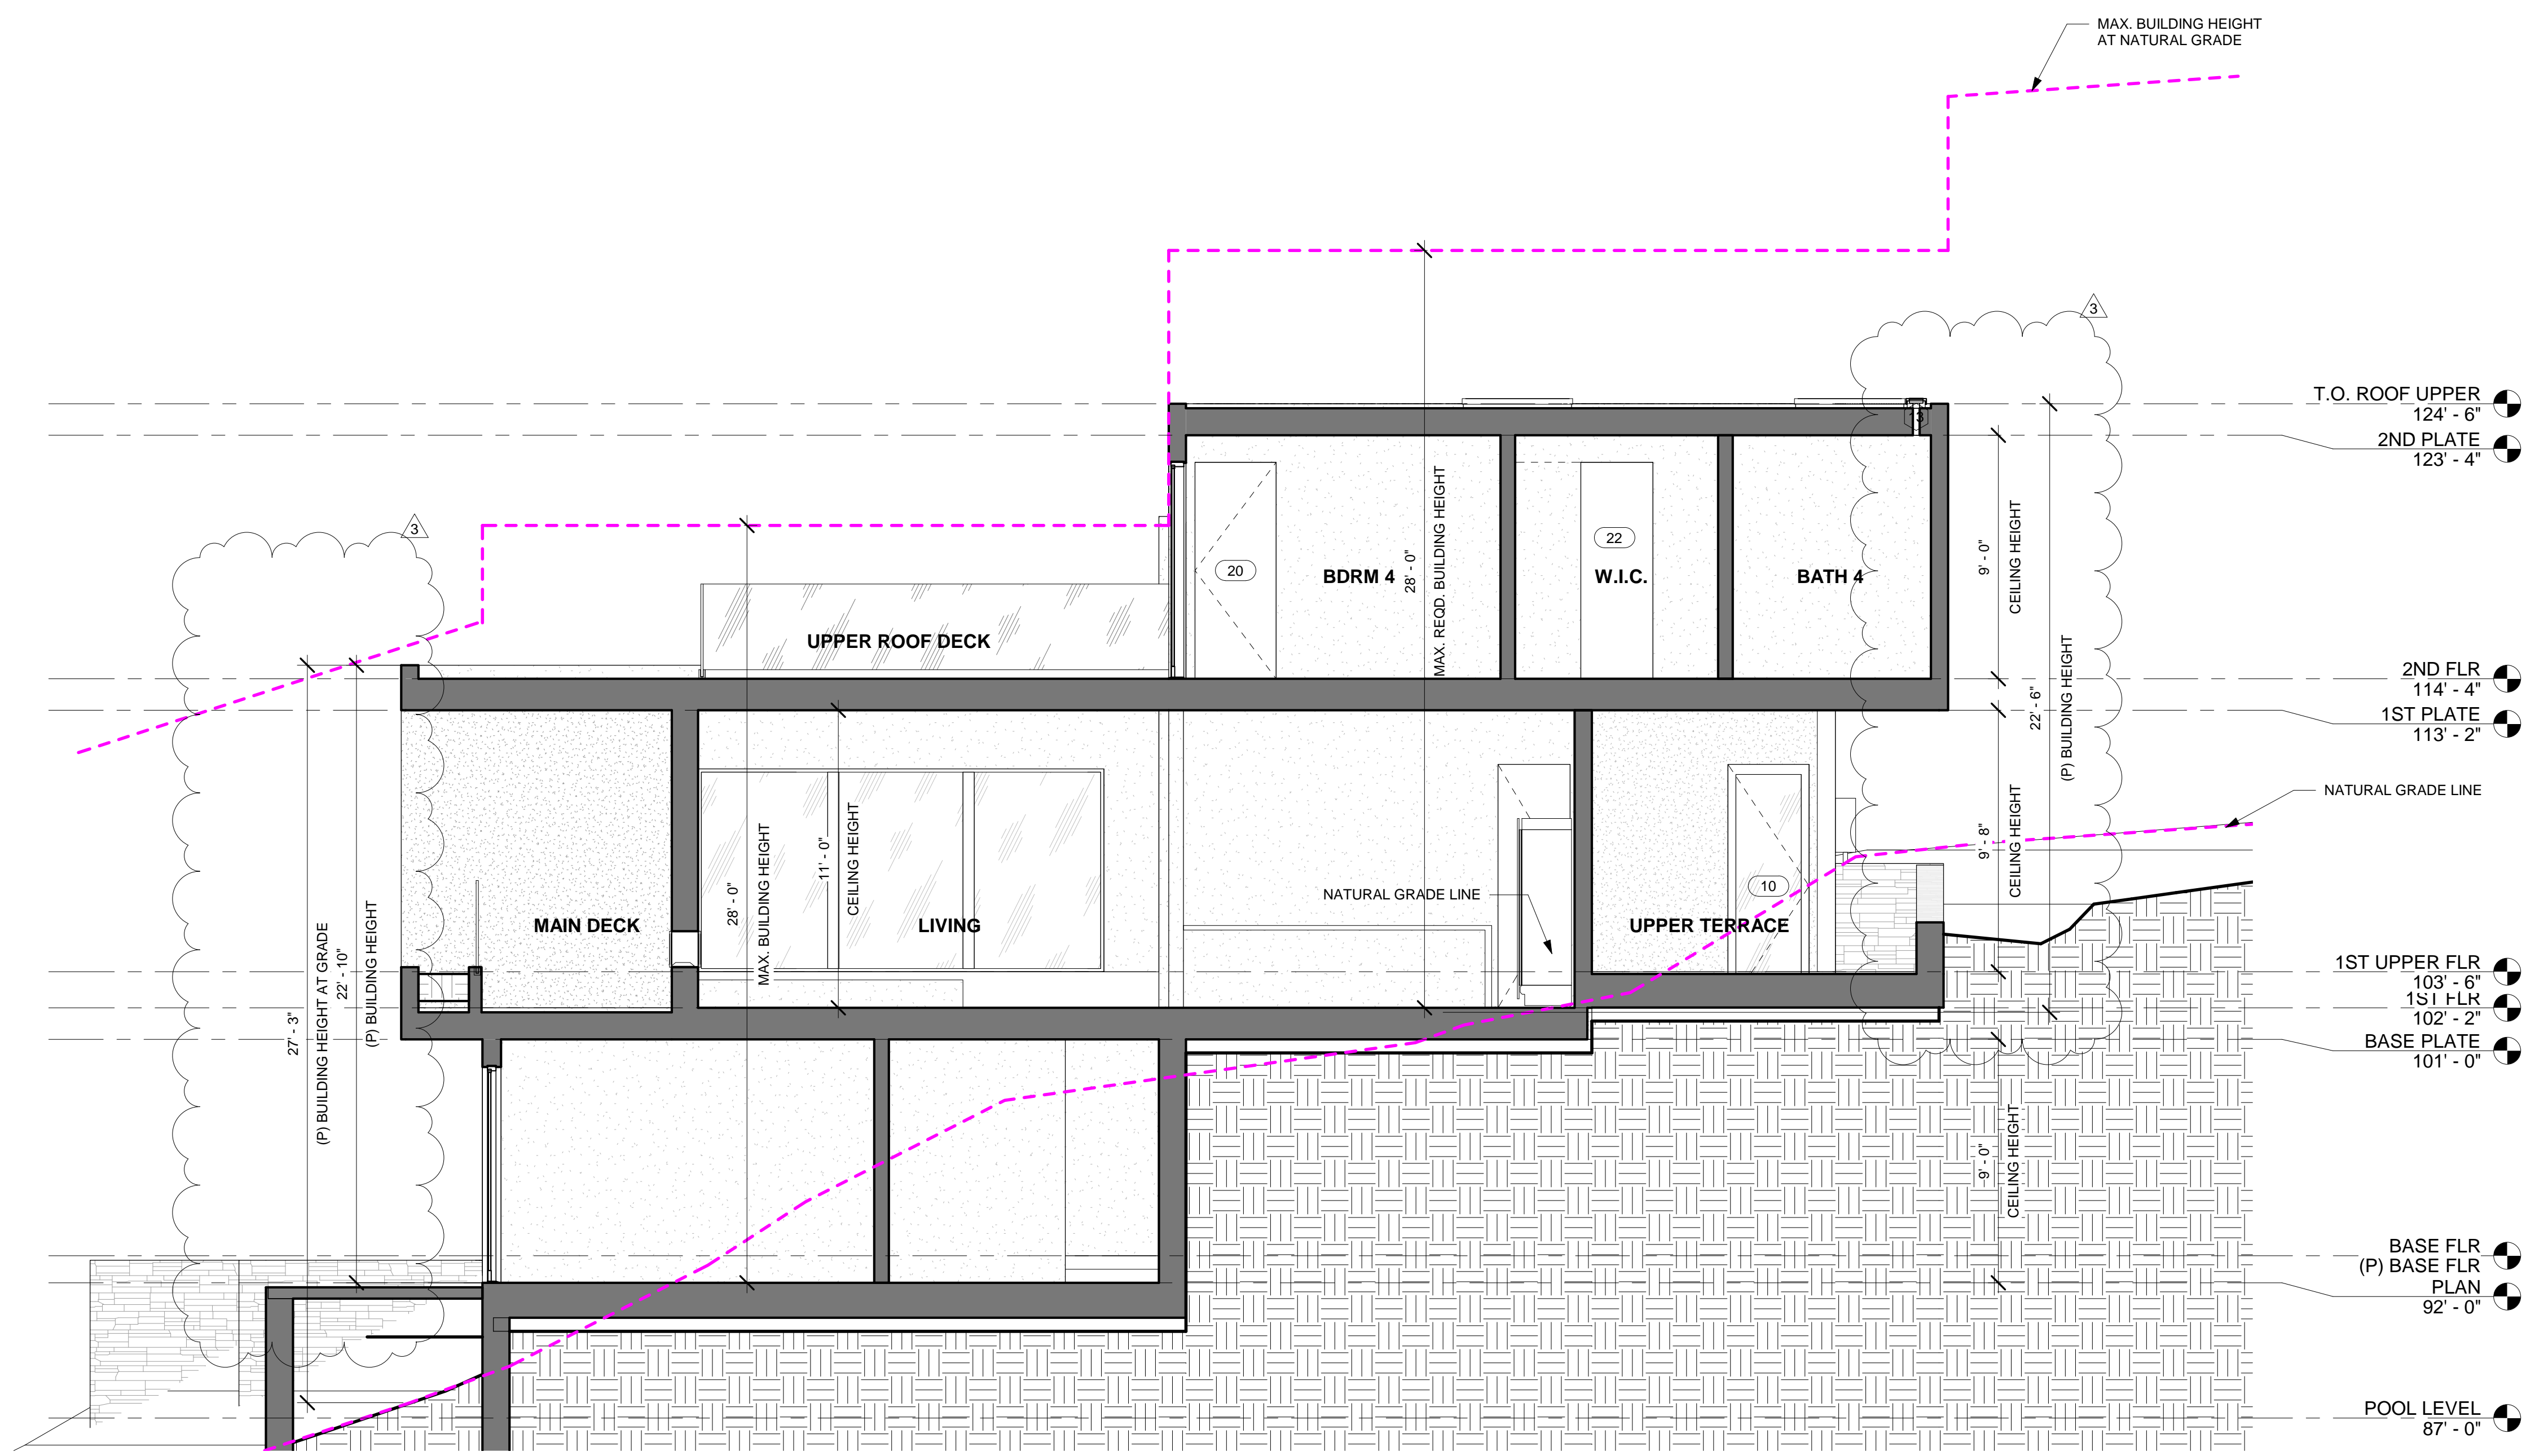 MAX. BUILDING HEIGHT
AT NATURAL GRADE
3
T.O. ROOF UPPER
124' - 6"
2ND PLATE
123' - 4"
3
20
BDRM 4
22
W.I.C.
BATH 4
28' - 0"
MAX. REQD. BUILDING HEIGHT
9' - 0"
CEILING HEIGHT
UPPER ROOF DECK
2ND FLR
114' - 4"
1ST PLATE
113' - 2"
22' - 6"
(P) BUILDING HEIGHT
NATURAL GRADE LINE
9' - 8"
CEILING HEIGHT
11' - 0"
CEILING HEIGHT
28' - 0"
MAX. BUILDING HEIGHT
10
NATURAL GRADE LINE
MAIN DECK
LIVING
UPPER TERRACE
27' - 3"
(P) BUILDING HEIGHT AT GRADE
22' - 10"
(P) BUILDING HEIGHT
1ST UPPER FLR
103' - 6"
1ST FLR
102' - 2"
BASE PLATE
101' - 0"
9' - 0"
CEILING HEIGHT
BASE FLR
(P) BASE FLR
PLAN
92' - 0"
POOL LEVEL
87' - 0"